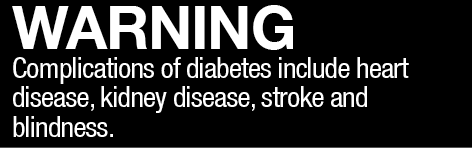 WARNING
Complications of diabetes include heart
disease, kidney disease, stroke and
blindness.